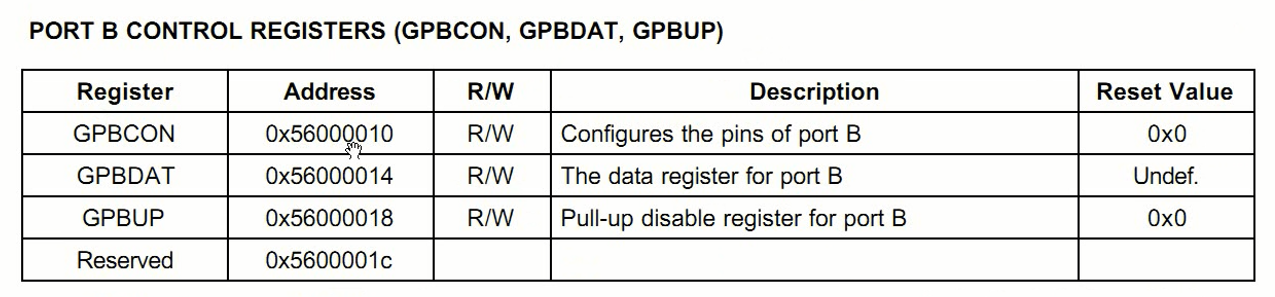 PORT B CONTROL REGISTERS (GPBCON, GPBDAT, GPBUP)
Register Address R/W Description Reset Value
GPBCON 0x56000010 R/W Configures the pins of port B 0x0
GPBDAT 0x56000014 R/W The data register for port B Undef.
GPBUP 0x56000018 R/W Pull-up disable register for port B 0x0
Reserved 0x5600001c